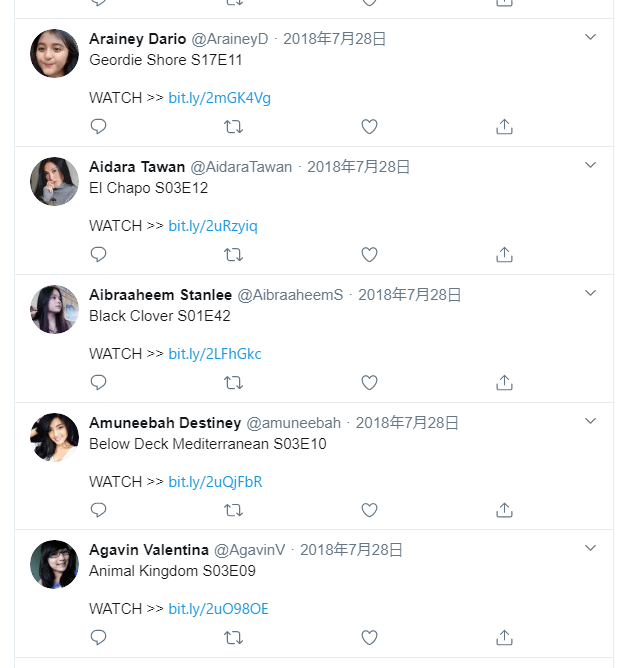 Arainey Dario @AraineyD · 2018年7月28日
Geordie Shore S17E11
WATCH >> bit.ly/2mGK4Vg
Aidara Tawan @AidaraTawan · 2018年7月28日
El Chapo S03E12
WATCH >> bit.ly/2uRzyiq
Aibraaheem Stanlee @AibraaheemS · 2018年7月28日
Black Clover S01E42
WATCH >> bit.ly/2LFhGkc
Amuneebah Destiney @amuneebah · 2018年7月28日
Below Deck Mediterranean S03E10
WATCH >> bit.ly/2uQjFbR
Agavin Valentina @AgavinV · 2018年7月28日
Animal Kingdom S03E09
WATCH >> bit.ly/2uO98OE